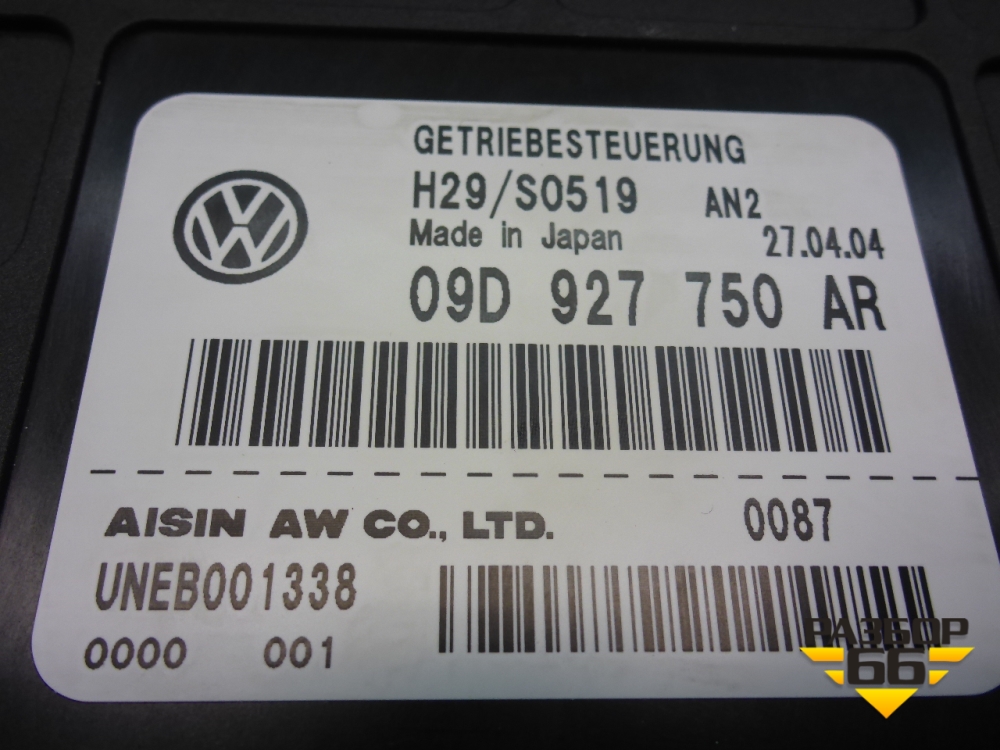 GETRIEBESTEUERUNG
H29/S0519 AN2
Made in Japan 27.04.04
09D 927 750 AR
AISIN AW CO., LTD. 0087
UNEB001338
0000 001
РАЗБОР
66